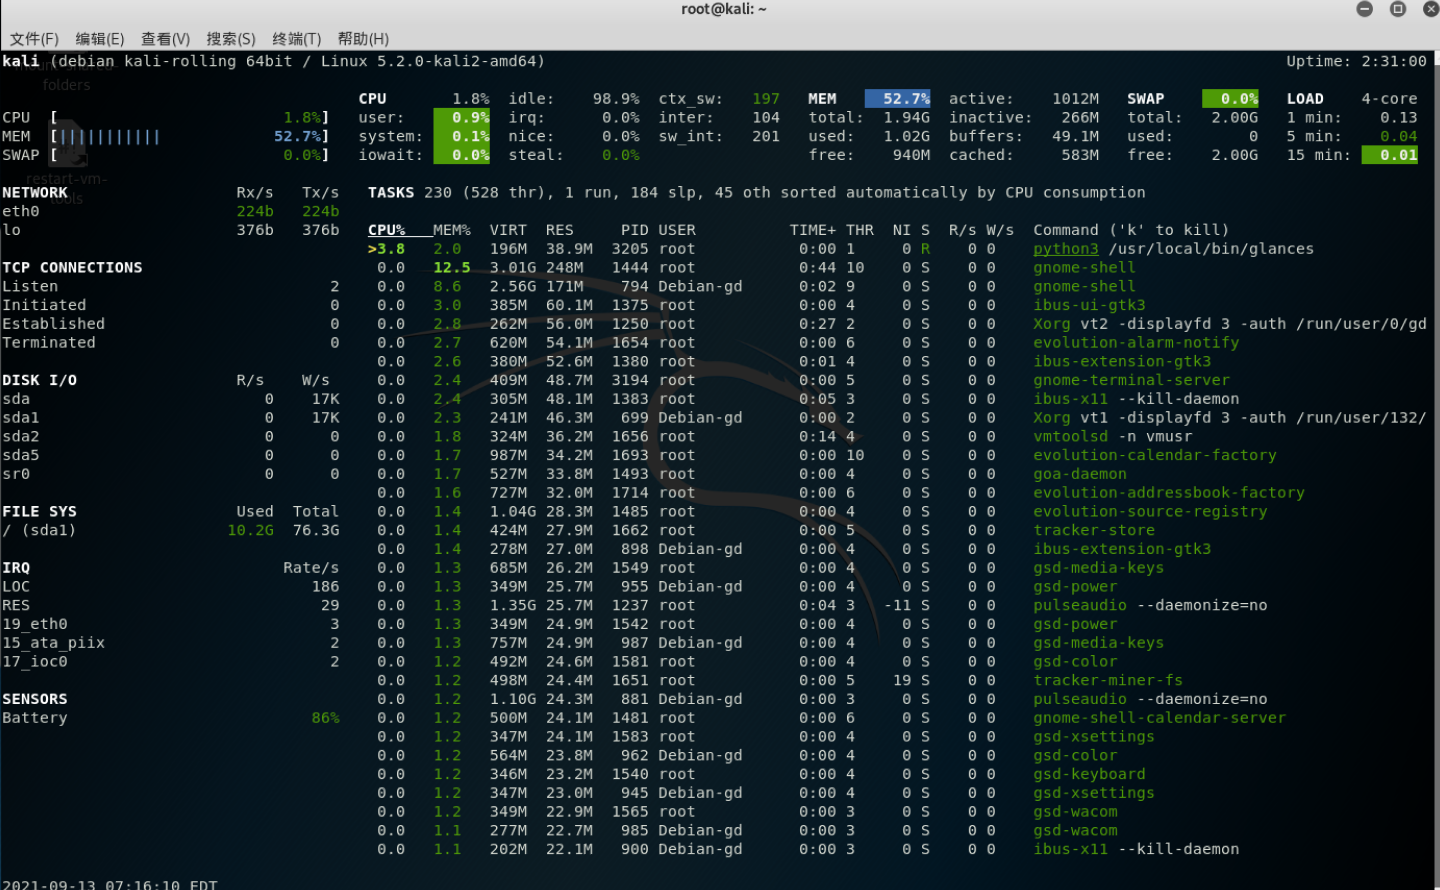 root@kali: ~
文件(F) 编辑(E) 查看(V) 搜索(S) 终端(T) 帮助(H)
kali (debian kali-rolling 64bit / Linux 5.2.0-kali2-amd64) Uptime: 2:31:00
folders
CPU 1.8% idle: 98.9% ctx_sw: 197 MEM 52.7% active: 1012M SWAP 0.0% LOAD 4-core
CPU [ 1.8%] user: 0.9% irq: 0.0% inter: 104 total: 1.94G inactive: 266M total: 2.00G 1 min: 0.13
MEM [||||||||||| 52.7%] system: 0.1% nice: 0.0% sw_int: 201 used: 1.02G buffers: 49.1M used: 0 5 min: 0.04
SWAP [ 0.0%] iowait: 0.0% steal: 0.0% free: 940M cached: 583M free: 2.00G 15 min: 0.01
restart-vm-
tools
NETWORK Rx/s Tx/s TASKS 230 (528 thr), 1 run, 184 slp, 45 oth sorted automatically by CPU consumption
eth0 224b 224b
lo 376b 376b CPU% MEM% VIRT RES PID USER TIME+ THR NI S R/s W/s Command ('k' to kill)
>3.8 2.0 196M 38.9M 3205 root 0:00 1 0 R 0 0 python3 /usr/local/bin/glances
TCP CONNECTIONS 0.0 12.5 3.01G 248M 1444 root 0:44 10 0 S 0 0 gnome-shell
Listen 2 0.0 8.6 2.56G 171M 794 Debian-gd 0:02 9 0 S 0 0 gnome-shell
Initiated 0 0.0 3.0 385M 60.1M 1375 root 0:00 4 0 S 0 0 ibus-ui-gtk3
Established 0 0.0 2.8 262M 56.0M 1250 root 0:27 2 0 S 0 0 Xorg vt2 -displayfd 3 -auth /run/user/0/gd
Terminated 0 0.0 2.7 620M 54.1M 1654 root 0:00 6 0 S 0 0 evolution-alarm-notify
0.0 2.6 380M 52.6M 1380 root 0:01 4 0 S 0 0 ibus-extension-gtk3
DISK I/O R/s W/s 0.0 2.4 409M 48.7M 3194 root 0:00 5 0 S 0 0 gnome-terminal-server
sda 0 17K 0.0 2.4 305M 48.1M 1383 root 0:05 3 0 S 0 0 ibus-x11 --kill-daemon
sda1 0 17K 0.0 2.3 241M 46.3M 699 Debian-gd 0:00 2 0 S 0 0 Xorg vt1 -displayfd 3 -auth /run/user/132/
sda2 0 0 0.0 1.8 324M 36.2M 1656 root 0:14 4 0 S 0 0 vmtoolsd -n vmusr
sda5 0 0 0.0 1.7 987M 34.2M 1693 root 0:00 10 0 S 0 0 evolution-calendar-factory
sr0 0 0 0.0 1.7 527M 33.8M 1493 root 0:00 4 0 S 0 0 goa-daemon
0.0 1.6 727M 32.0M 1714 root 0:00 6 0 S 0 0 evolution-addressbook-factory
FILE SYS Used Total 0.0 1.4 1.04G 28.3M 1485 root 0:00 4 0 S 0 0 evolution-source-registry
/ (sda1) 10.2G 76.3G 0.0 1.4 424M 27.9M 1662 root 0:00 5 0 S 0 0 tracker-store
0.0 1.4 278M 27.0M 898 Debian-gd 0:00 4 0 S 0 0 ibus-extension-gtk3
IRQ Rate/s 0.0 1.3 685M 26.2M 1549 root 0:00 4 0 S 0 0 gsd-media-keys
LOC 186 0.0 1.3 349M 25.7M 955 Debian-gd 0:00 4 0 S 0 0 gsd-power
RES 29 0.0 1.3 1.35G 25.7M 1237 root 0:04 3 -11 S 0 0 pulseaudio --daemonize=no
19_eth0 3 0.0 1.3 349M 24.9M 1542 root 0:00 4 0 S 0 0 gsd-power
15_ata_piix 2 0.0 1.3 757M 24.9M 987 Debian-gd 0:00 4 0 S 0 0 gsd-media-keys
17_ioc0 2 0.0 1.2 492M 24.6M 1581 root 0:00 4 0 S 0 0 gsd-color
0.0 1.2 498M 24.4M 1651 root 0:00 5 19 S 0 0 tracker-miner-fs
SENSORS 0.0 1.2 1.10G 24.3M 881 Debian-gd 0:00 3 0 S 0 0 pulseaudio --daemonize=no
Battery 86% 0.0 1.2 500M 24.1M 1481 root 0:00 6 0 S 0 0 gnome-shell-calendar-server
0.0 1.2 347M 24.1M 1583 root 0:00 4 0 S 0 0 gsd-xsettings
0.0 1.2 564M 23.8M 962 Debian-gd 0:00 4 0 S 0 0 gsd-color
0.0 1.2 346M 23.2M 1540 root 0:00 4 0 S 0 0 gsd-keyboard
0.0 1.2 347M 23.0M 945 Debian-gd 0:00 4 0 S 0 0 gsd-xsettings
0.0 1.2 349M 22.9M 1565 root 0:00 3 0 S 0 0 gsd-wacom
0.0 1.1 277M 22.7M 985 Debian-gd 0:00 3 0 S 0 0 gsd-wacom
0.0 1.1 202M 22.1M 900 Debian-gd 0:00 3 0 S 0 0 ibus-x11 --kill-daemon
2021-09-13 07:16:10 EDT